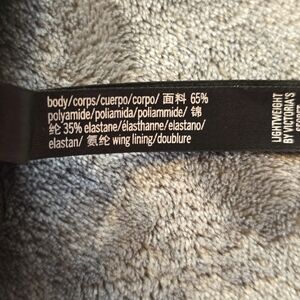 body/corps/cuerpo/corpo/ 面料 65%
polyamide/poliamida/poliammide/ 锦
纶 35% elastane/élasthanne/elastano/
elastan/ 氨纶 wing lining/doublure
LIGHTWEIGHT
BY VICTORIA'S